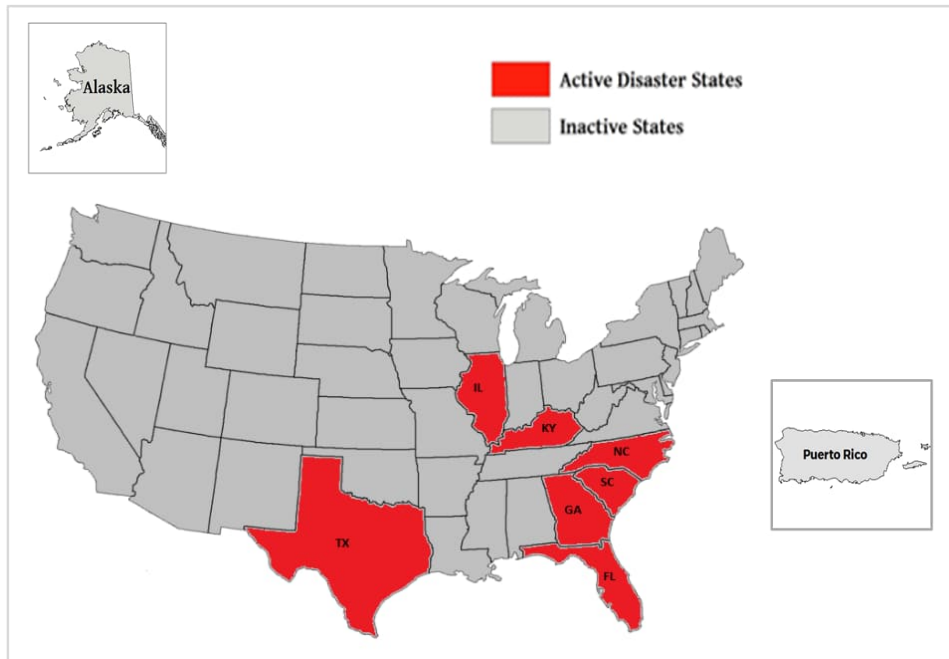 Alaska
Active Disaster States
Inactive States
IL
KY
NC
SC
GA
TX
FL
Puerto Rico